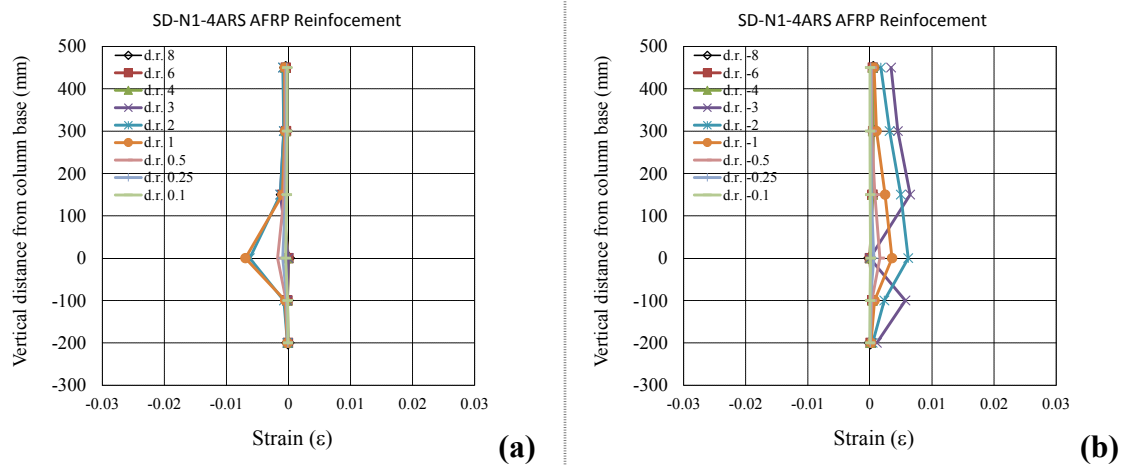 SD-N1-4ARS AFRP Reinfocement
Vertical distance from column base (mm)
500
400
300
200
100
0
-100
-200
-300
d.r. 8
d.r. 6
d.r. 4
d.r. 3
d.r. 2
d.r. 1
d.r. 0.5
d.r. 0.25
d.r. 0.1
-0.03 -0.02 -0.01 0 0.01 0.02 0.03
Strain (ε)
(a)
SD-N1-4ARS AFRP Reinfocement
Vertical distance from column base (mm)
500
400
300
200
100
0
-100
-200
-300
d.r. -8
d.r. -6
d.r. -4
d.r. -3
d.r. -2
d.r. -1
d.r. -0.5
d.r. -0.25
d.r. -0.1
-0.03 -0.02 -0.01 0 0.01 0.02 0.03
Strain (ε)
(b)